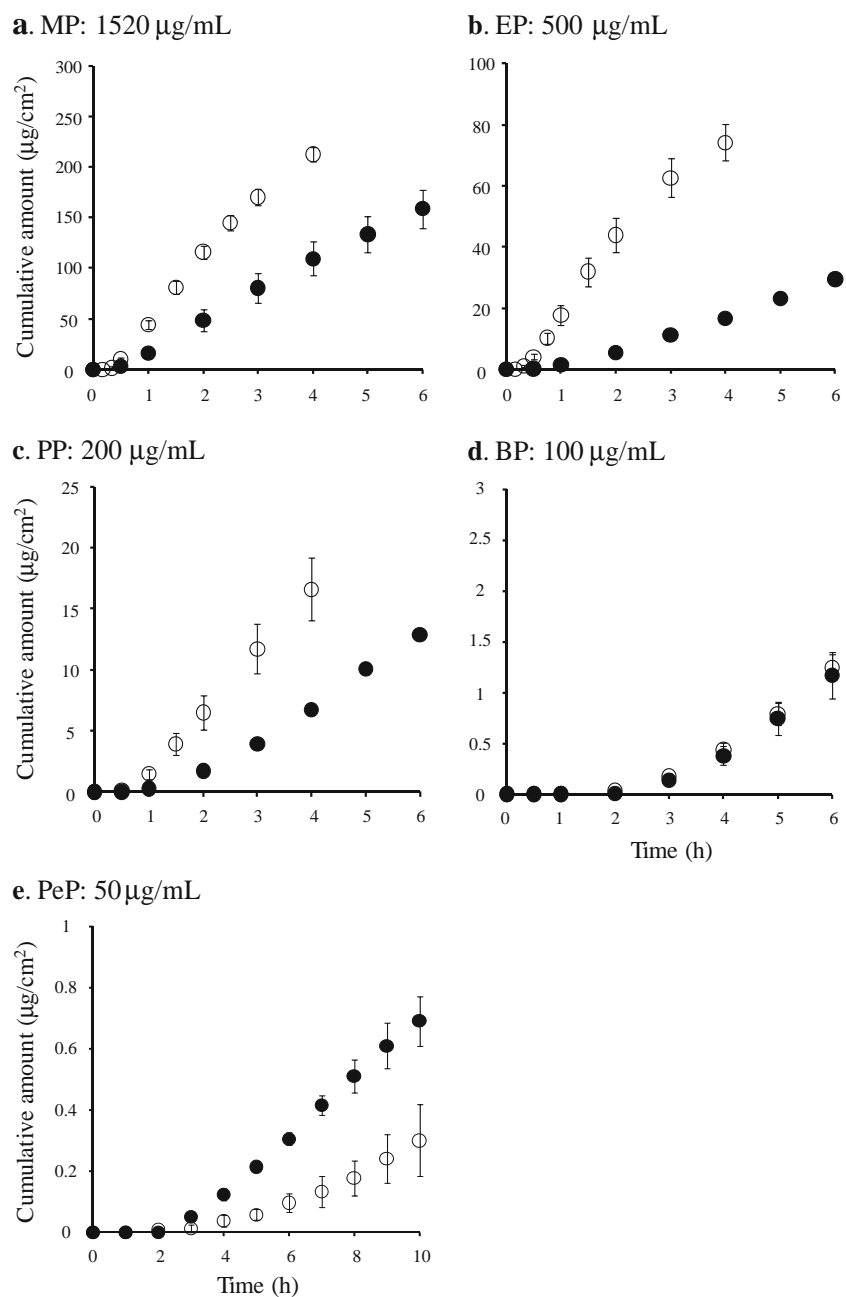 a. MP: 1520 µg/mL
Cumulative amount (µg/cm²)
300
250
200
150
100
50
0
0 1 2 3 4 5 6
b. EP: 500 µg/mL
100
80
60
40
20
0
0 1 2 3 4 5 6
c. PP: 200 µg/mL
Cumulative amount (µg/cm²)
25
20
15
10
5
0
0 1 2 3 4 5 6
d. BP: 100 µg/mL
3
2.5
2
1.5
1
0.5
0
0 1 2 3 4 5 6
Time (h)
e. PeP: 50 µg/mL
Cumulative amount (µg/cm²)
1
0.8
0.6
0.4
0.2
0
0 2 4 6 8 10
Time (h)